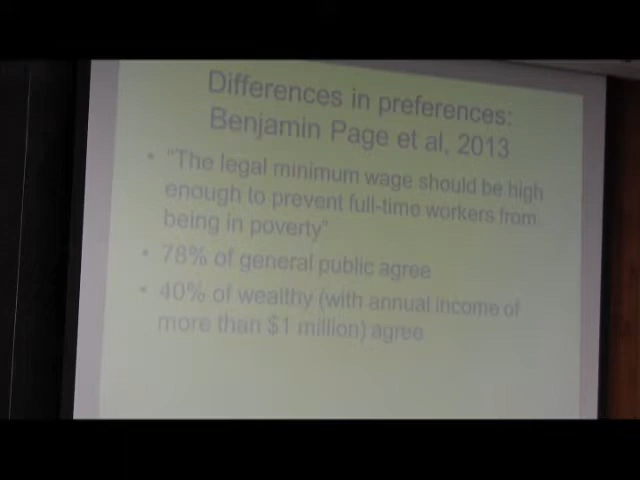 Differences in preferences:
Benjamin Page et al, 2013
• "The legal minimum wage should be high
enough to prevent full-time workers from
being in poverty"
• 78% of general public agree
• 40% of wealthy (with annual income of
more than $1 million) agree